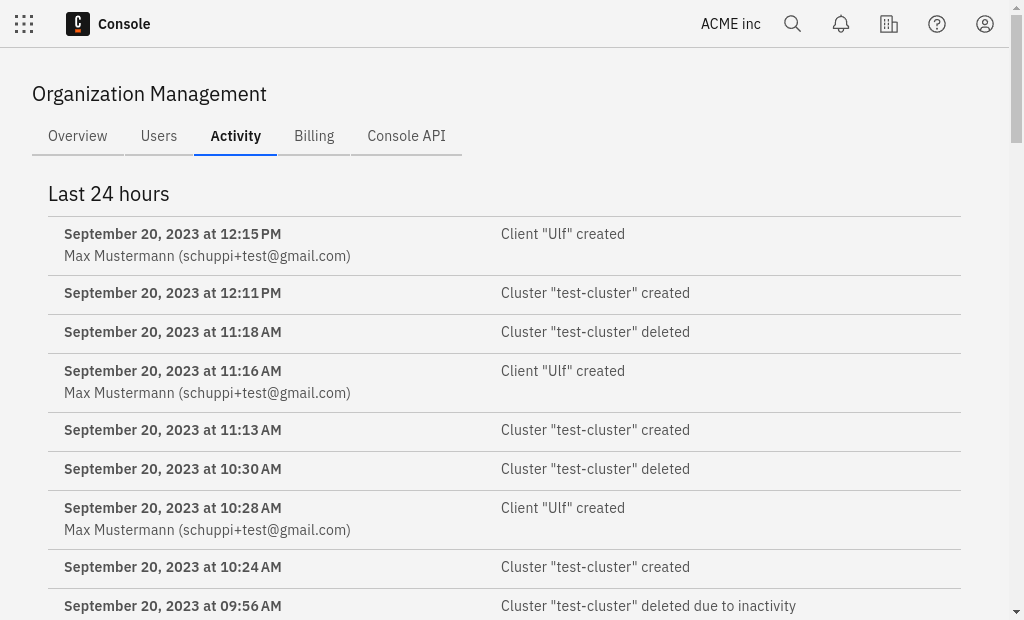 C Console
ACME inc
Organization Management
Overview Users Activity Billing Console API
Last 24 hours
September 20, 2023 at 12:15 PM Client "Ulf" created
Max Mustermann (schuppi+test@gmail.com)
September 20, 2023 at 12:11 PM Cluster "test-cluster" created
September 20, 2023 at 11:18 AM Cluster "test-cluster" deleted
September 20, 2023 at 11:16 AM Client "Ulf" created
Max Mustermann (schuppi+test@gmail.com)
September 20, 2023 at 11:13 AM Cluster "test-cluster" created
September 20, 2023 at 10:30 AM Cluster "test-cluster" deleted
September 20, 2023 at 10:28 AM Client "Ulf" created
Max Mustermann (schuppi+test@gmail.com)
September 20, 2023 at 10:24 AM Cluster "test-cluster" created
September 20, 2023 at 09:56 AM Cluster "test-cluster" deleted due to inactivity